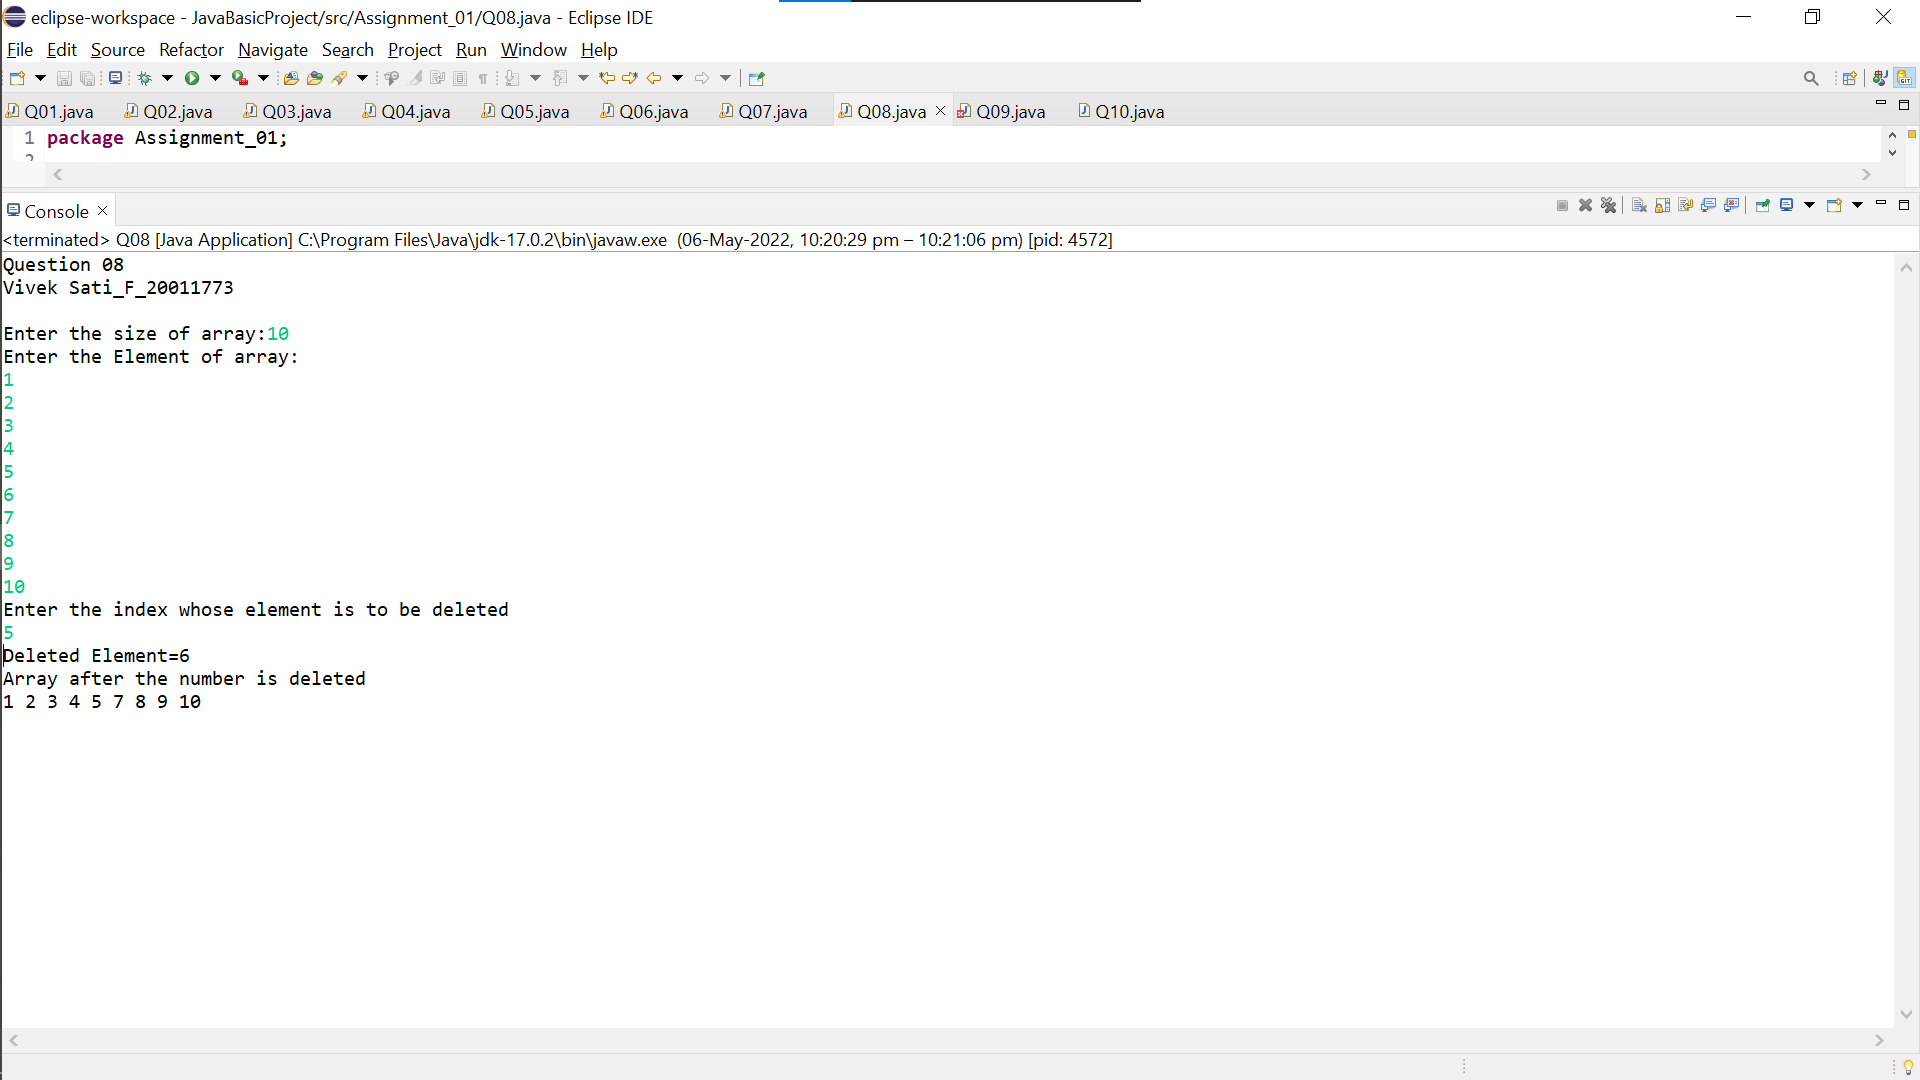 eclipse-workspace - JavaBasicProject/src/Assignment_01/Q08.java - Eclipse IDE
File Edit Source Refactor Navigate Search Project Run Window Help
Q01.java Q02.java Q03.java Q04.java Q05.java Q06.java Q07.java Q08.java Q09.java Q10.java
1 package Assignment_01;
2
Console
<terminated> Q08 [Java Application] C:\Program Files\Java\jdk-17.0.2\bin\javaw.exe (06-May-2022, 10:20:29 pm – 10:21:06 pm) [pid: 4572]
Question 08
Vivek Sati_F_20011773
Enter the size of array:10
Enter the Element of array:
1
2
3
4
5
6
7
8
9
10
Enter the index whose element is to be deleted
5
Deleted Element=6
Array after the number is deleted
1 2 3 4 5 7 8 9 10